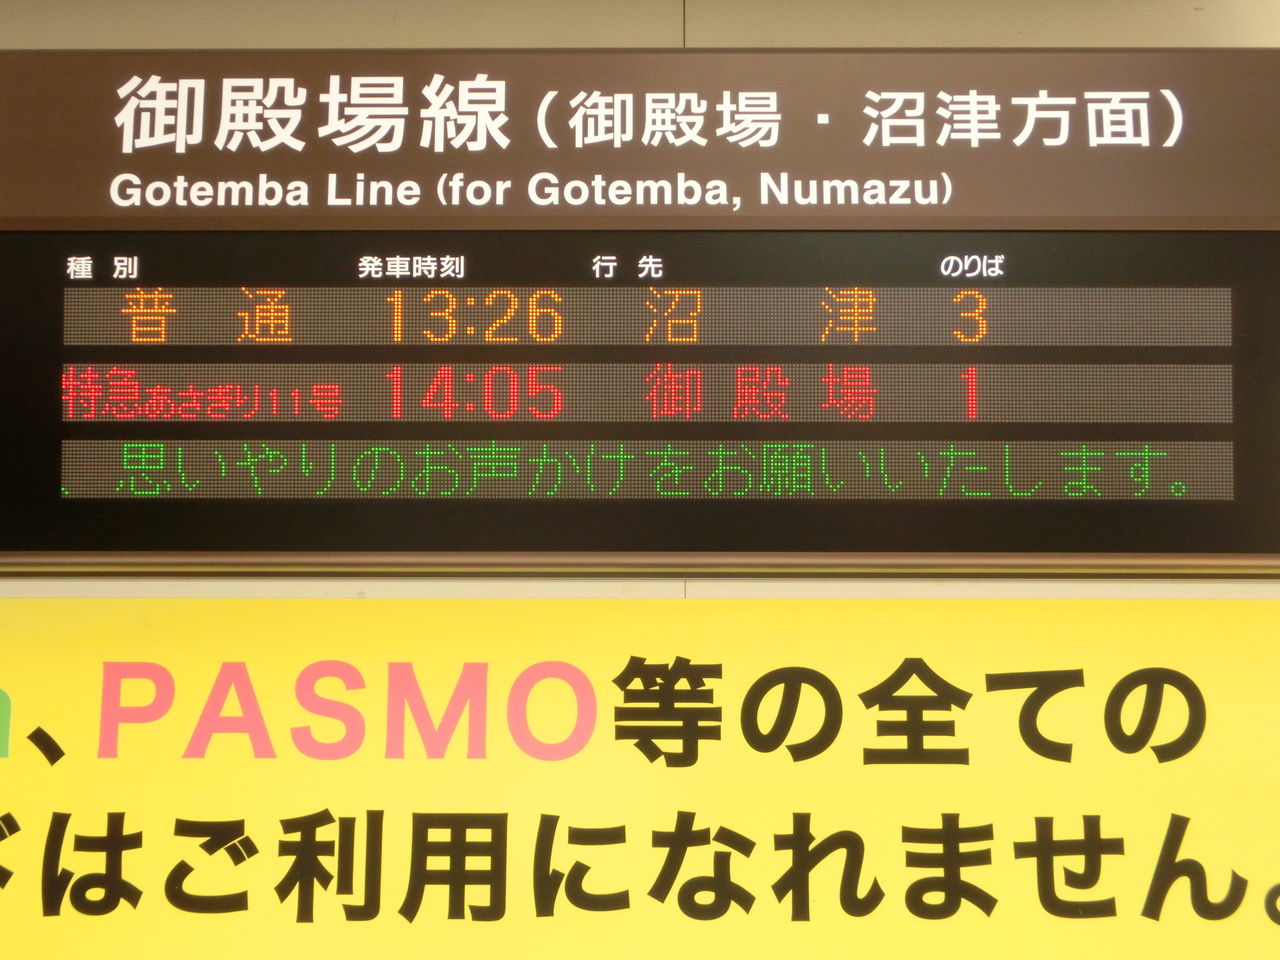 御殿場線(御殿場・沼津方面)
Gotemba Line (for Gotemba, Numazu)
種別 発車時刻 行先 のりば
普通 13:26 沼津 3
特急あさぎり11号 14:05 御殿場 1
思いやりのお声かけをお願いいたします。
、PASMO等の全ての
はご利用になれません。